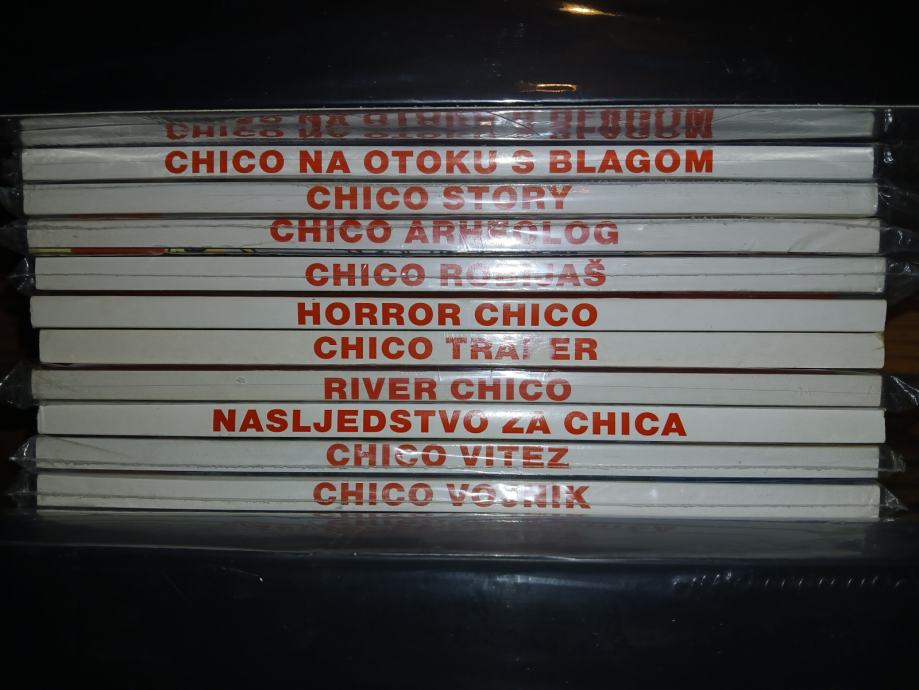 CHICO NA OTOKU S BLAGOM
CHICO STORY
CHICO ARHEOLOG
CHICO ROBIJAŠ
HORROR CHICO
CHICO TRAPER
RIVER CHICO
NASLJEDSTVO ZA CHICA
CHICO VITEZ
CHICO VOJNIK